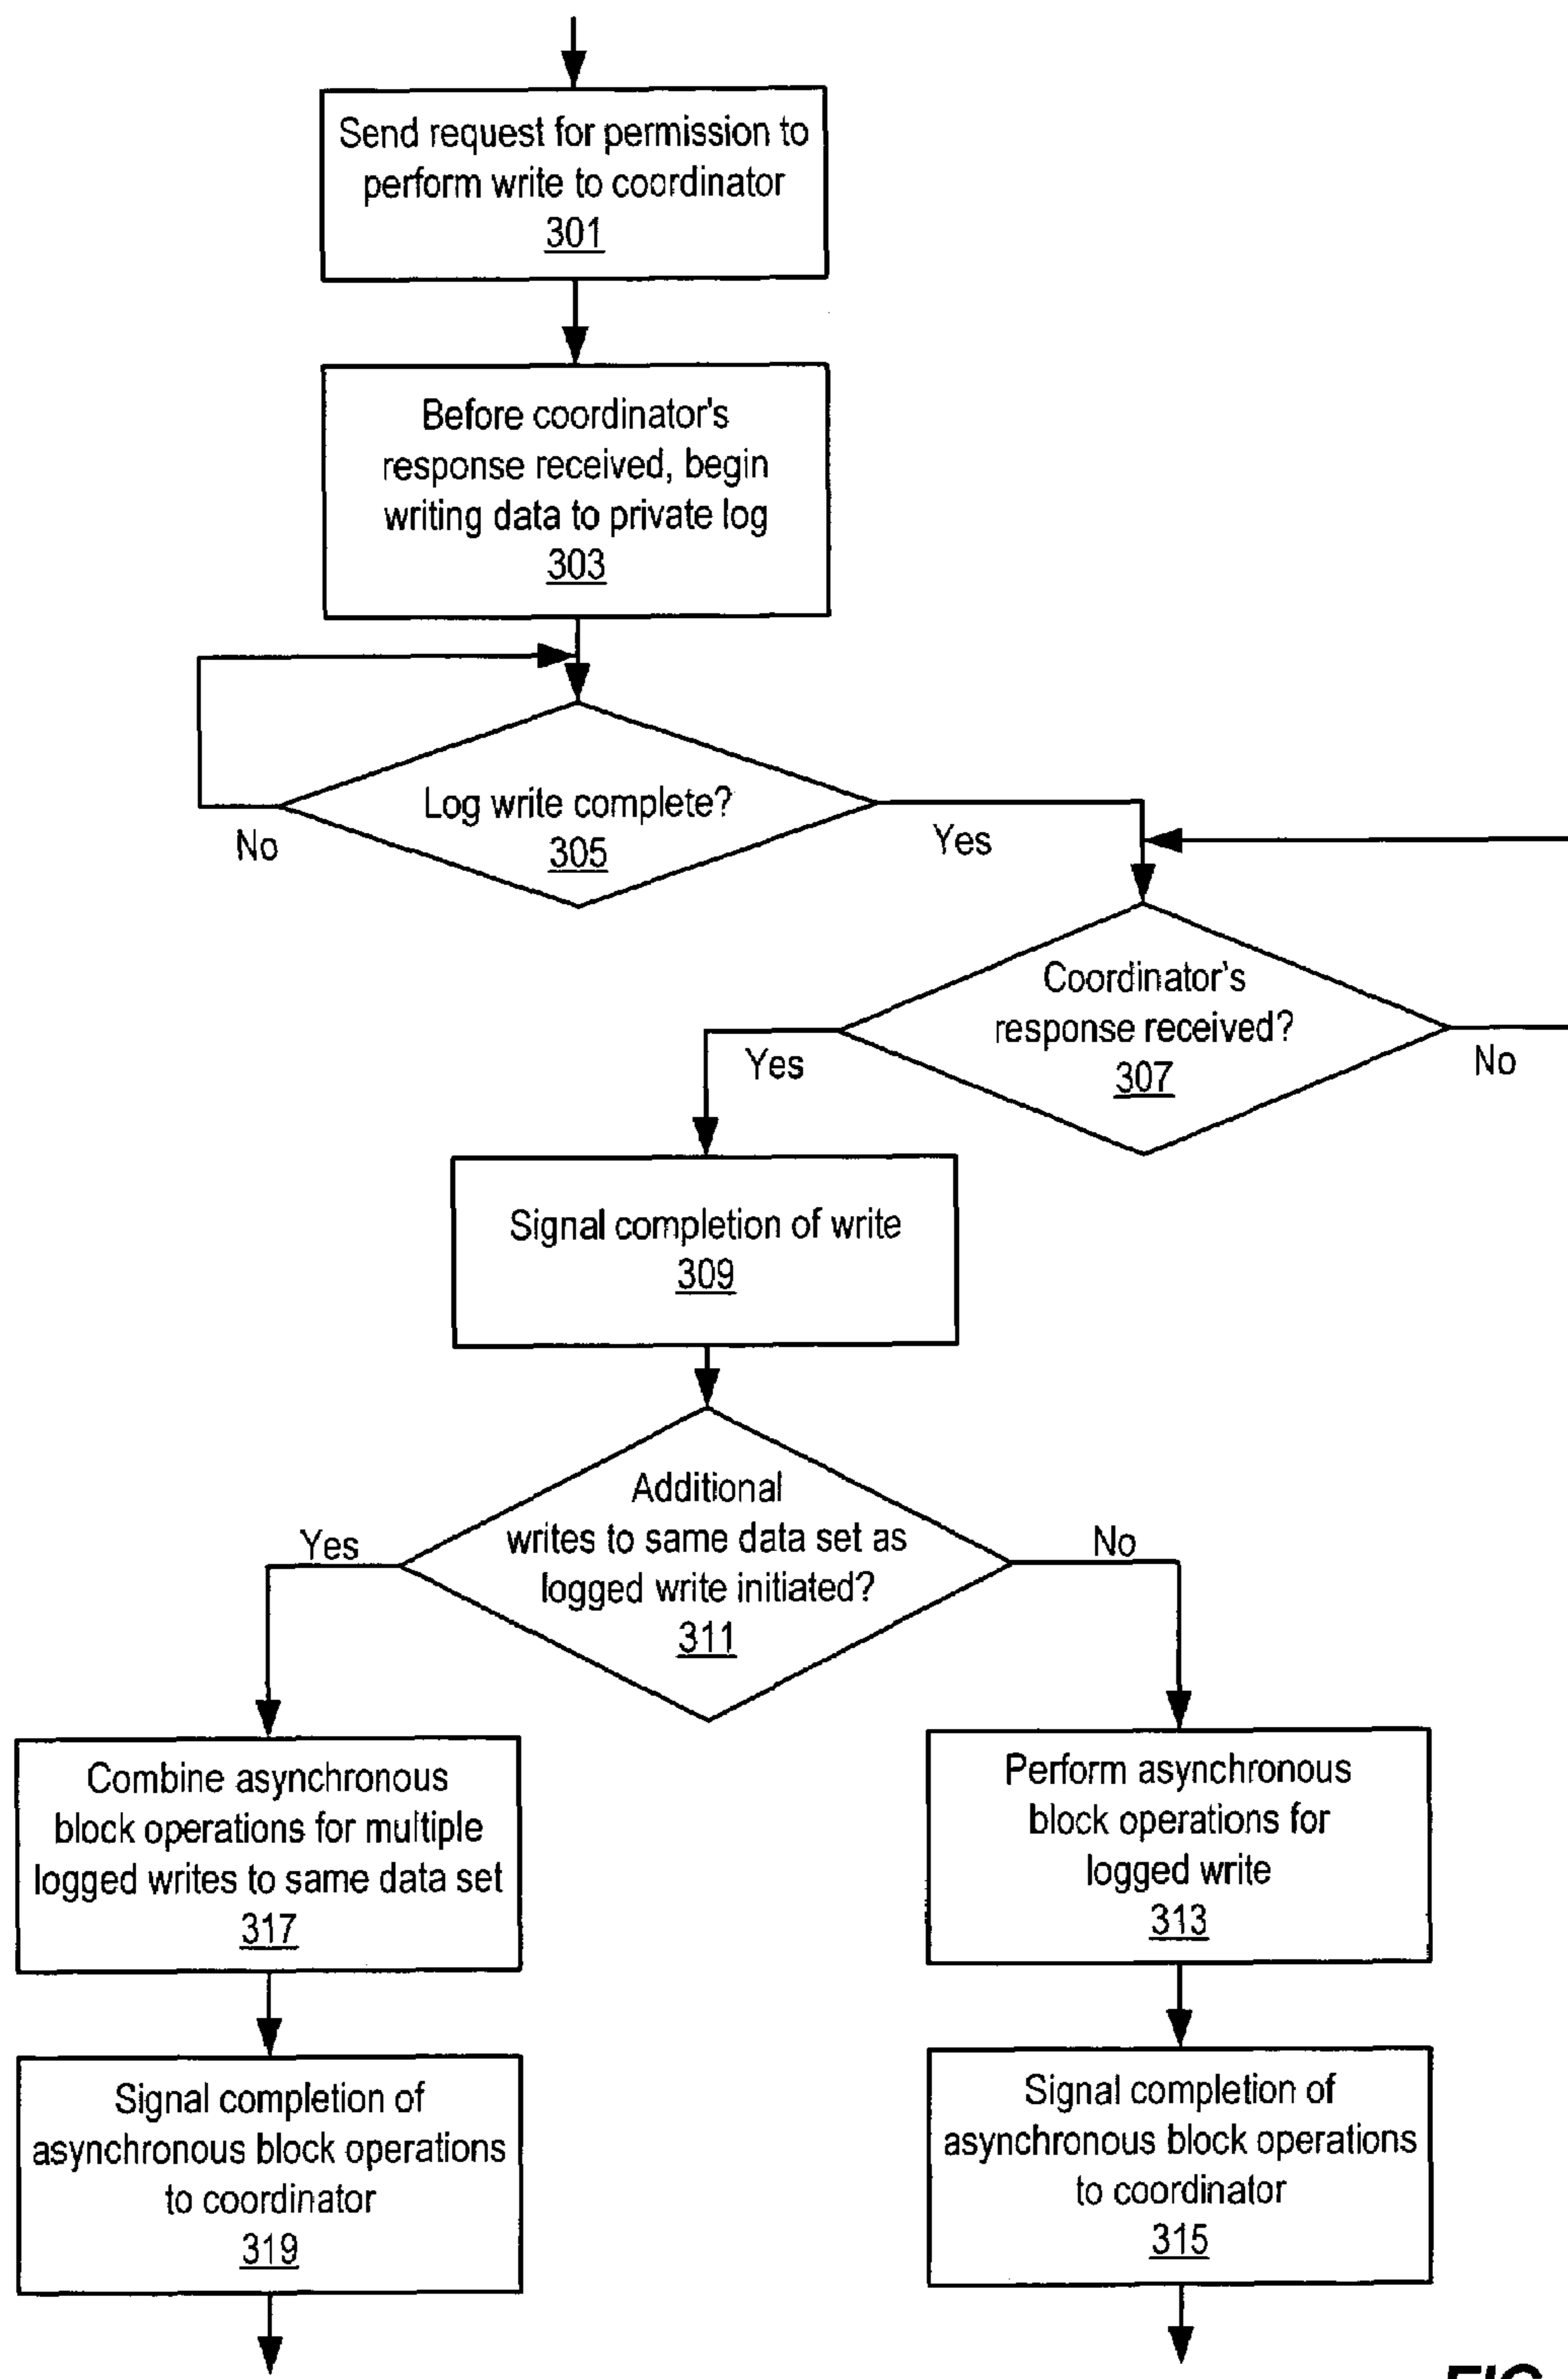 Send request for permission to
perform write to coordinator
301
Before coordinator's
response received, begin
writing data to private log
303
Log write complete?
305
No
Yes
Coordinator's
response received?
307
Yes
No
Signal completion of write
309
Additional
writes to same data set as
logged write initiated?
311
Yes
No
Combine asynchronous
block operations for multiple
logged writes to same data set
317
Perform asynchronous
block operations for
logged write
313
Signal completion of
asynchronous block operations
to coordinator
319
Signal completion of
asynchronous block operations
to coordinator
315